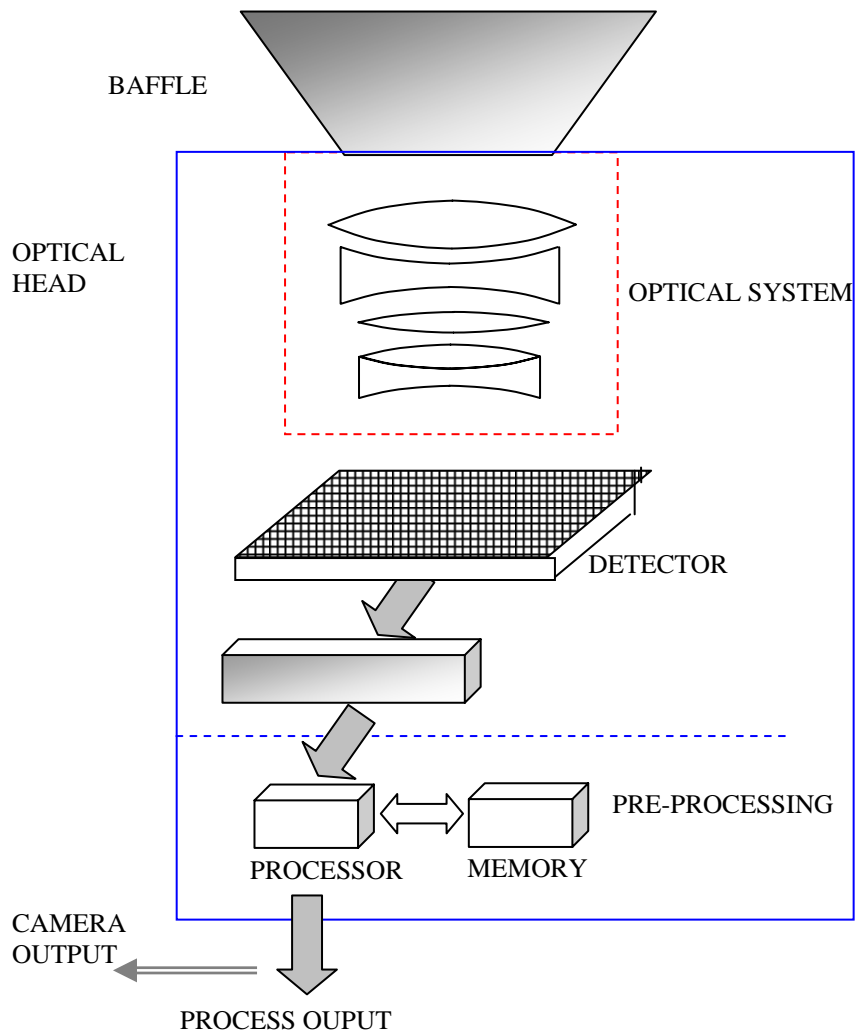 BAFFLE
OPTICAL
HEAD
OPTICAL SYSTEM
DETECTOR
PRE-PROCESSING
PROCESSOR
MEMORY
CAMERA
OUTPUT
PROCESS OUPUT